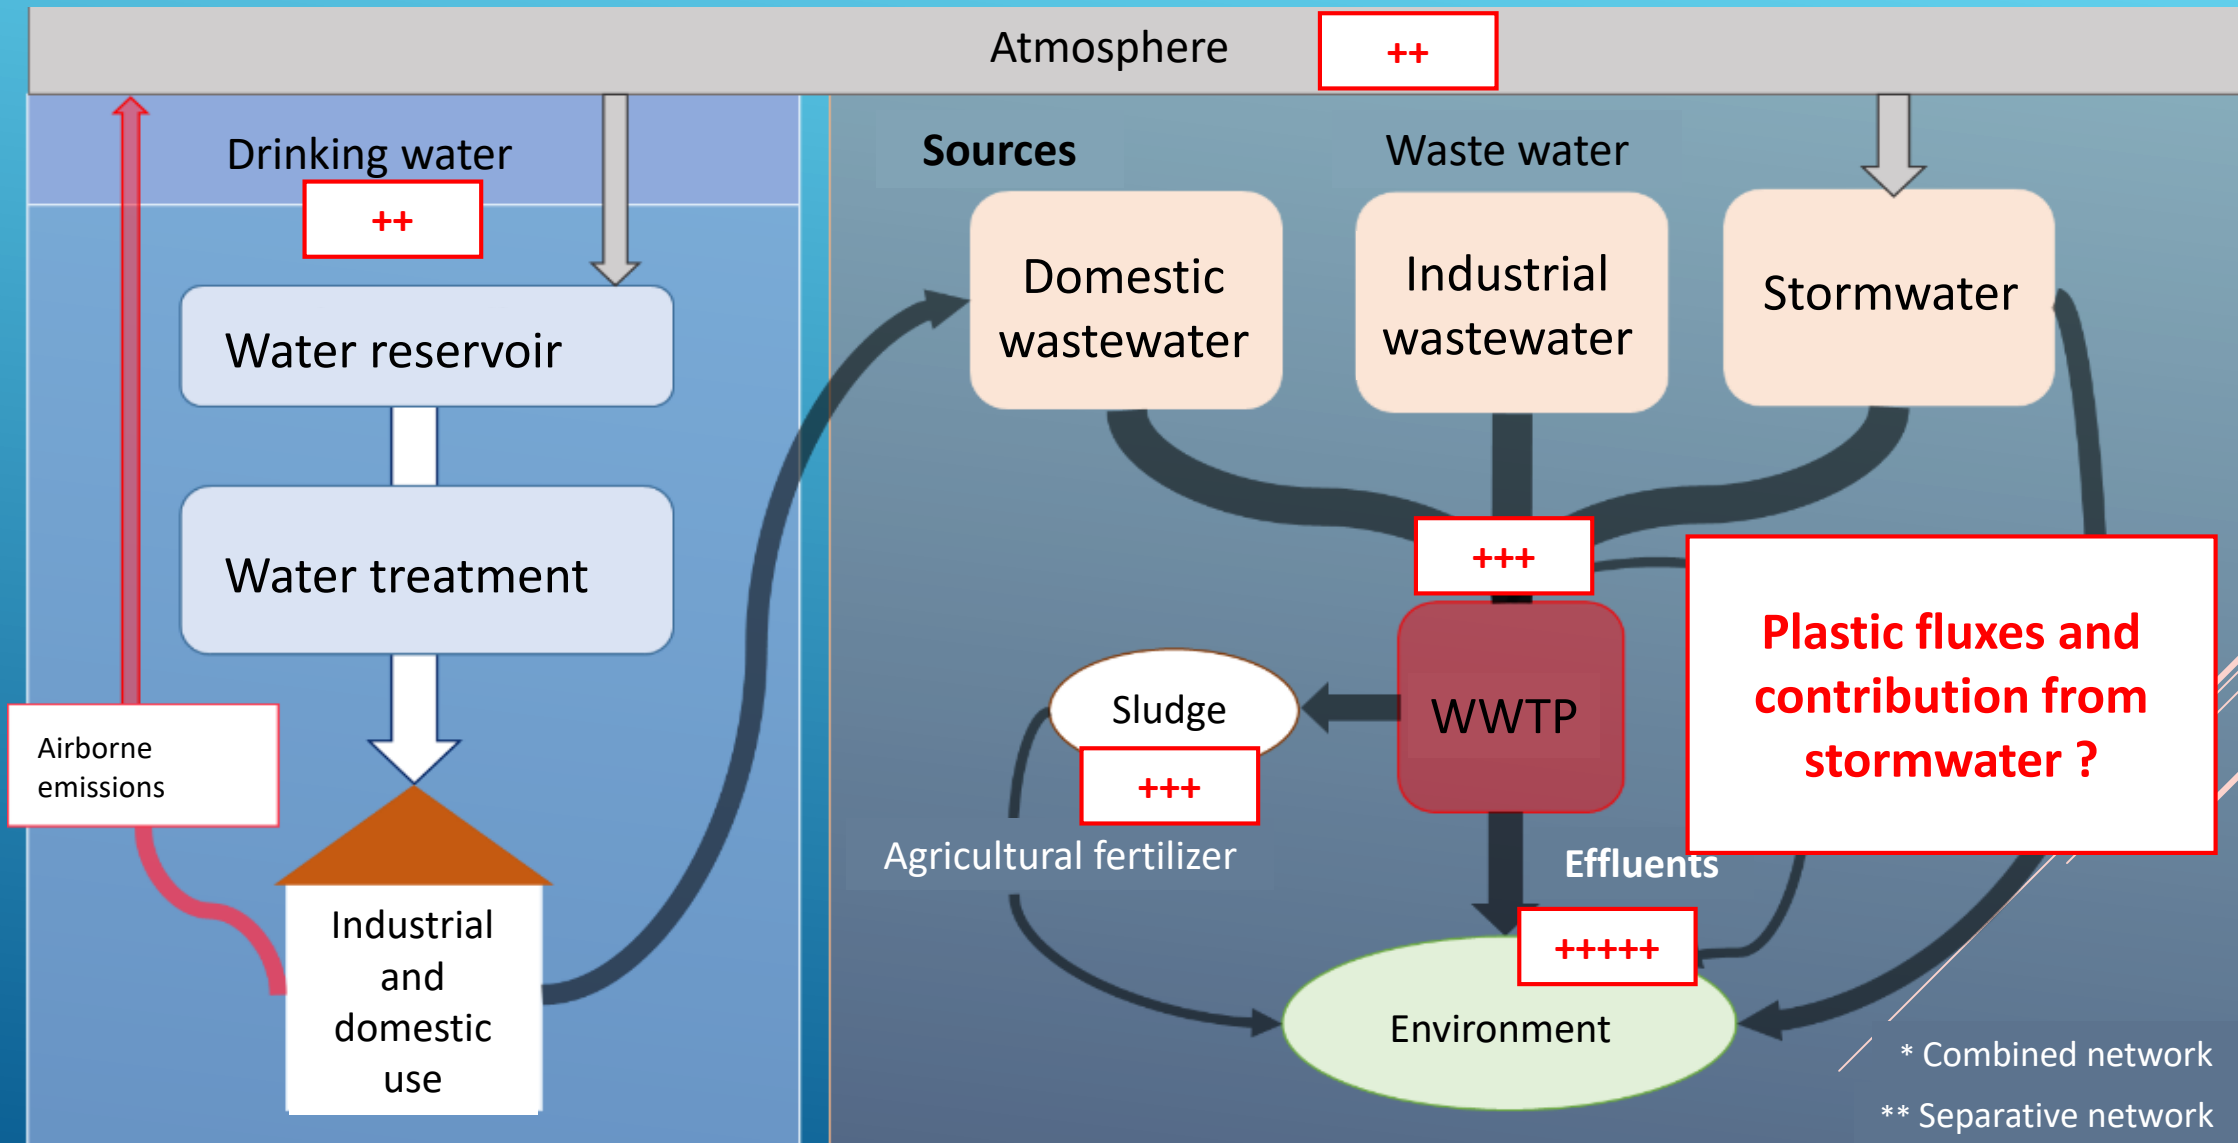 Atmosphere
++
Drinking water
++
Water reservoir
Water treatment
Airborne
emissions
Industrial
and
domestic
use
Sources
Waste water
Domestic
wastewater
Industrial
wastewater
Stormwater
+++
WWTP
Sludge
+++
Agricultural fertilizer
Plastic fluxes and
contribution from
stormwater ?
Effluents
+++++
Environment
* Combined network
** Separative network